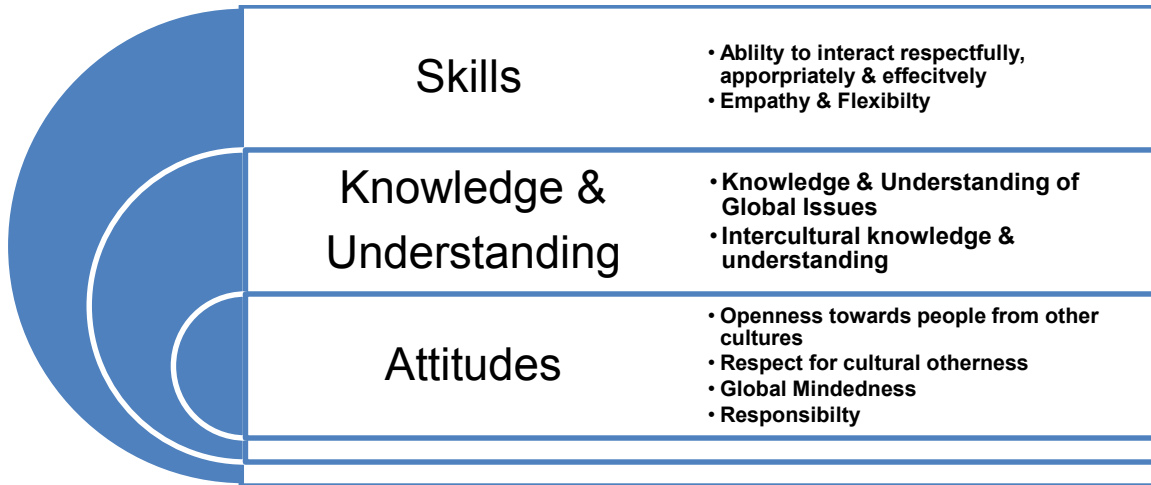 Skills
• Ablilty to interact respectfully,
apporpriately & effecitvely
• Empathy & Flexibilty
Knowledge &
Understanding
• Knowledge & Understanding of
Global Issues
• Intercultural knowledge &
understanding
Attitudes
• Openness towards people from other
cultures
• Respect for cultural otherness
• Global Mindedness
• Responsibilty